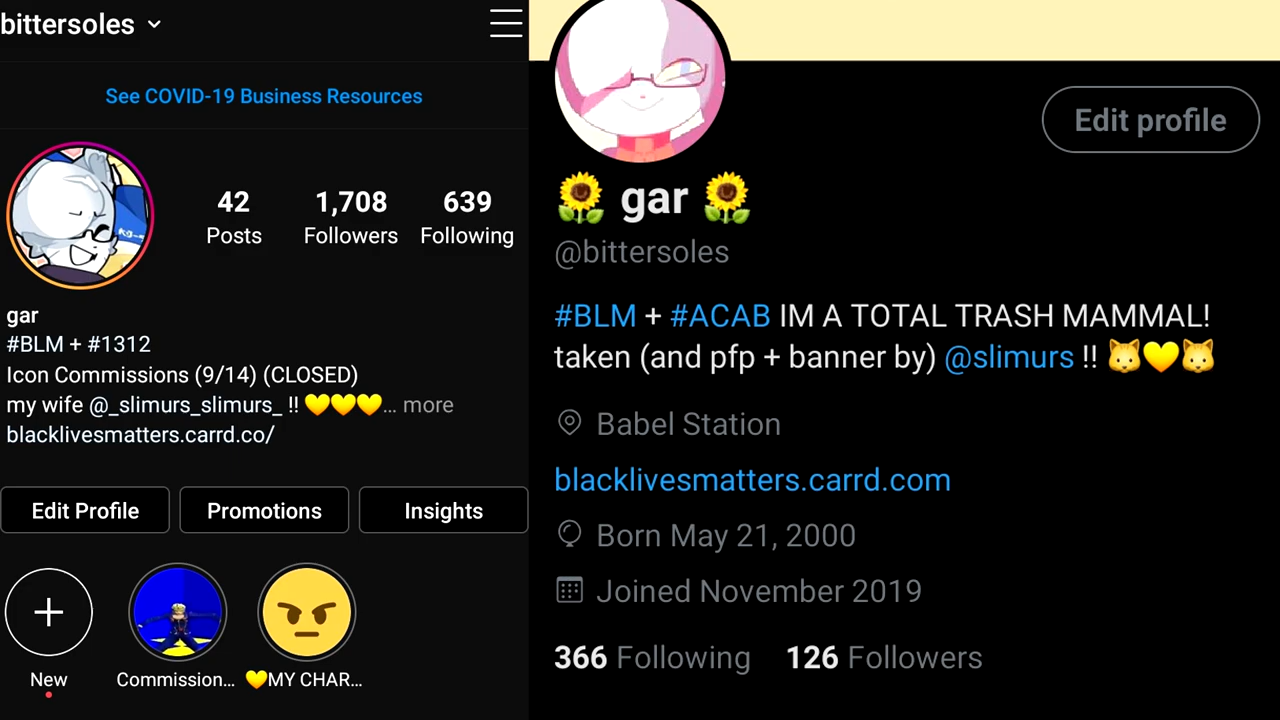 bittersoles
See COVID-19 Business Resources
42
Posts
1,708
Followers
639
Following
gar
#BLM + #1312
Icon Commissions (9/14) (CLOSED)
my wife @_slimurs_slimurs_ !! 💛💛💛... more
blacklivesmatters.carrd.co/
Edit Profile
Promotions
Insights
New
Commission...
💛MY CHAR...
Edit profile
🌻 gar 🌻
@bittersoles
#BLM + #ACAB IM A TOTAL TRASH MAMMAL!
taken (and pfp + banner by) @slimurs !! 🐱💛🐱
Babel Station
blacklivesmatters.carrd.com
Born May 21, 2000
Joined November 2019
366 Following 126 Followers